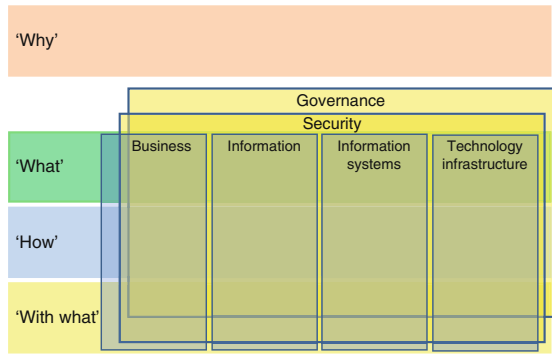 ‘Why’
Governance
Security
Business
Information
Information
systems
Technology
infrastructure
‘What’
‘How’
‘With what’